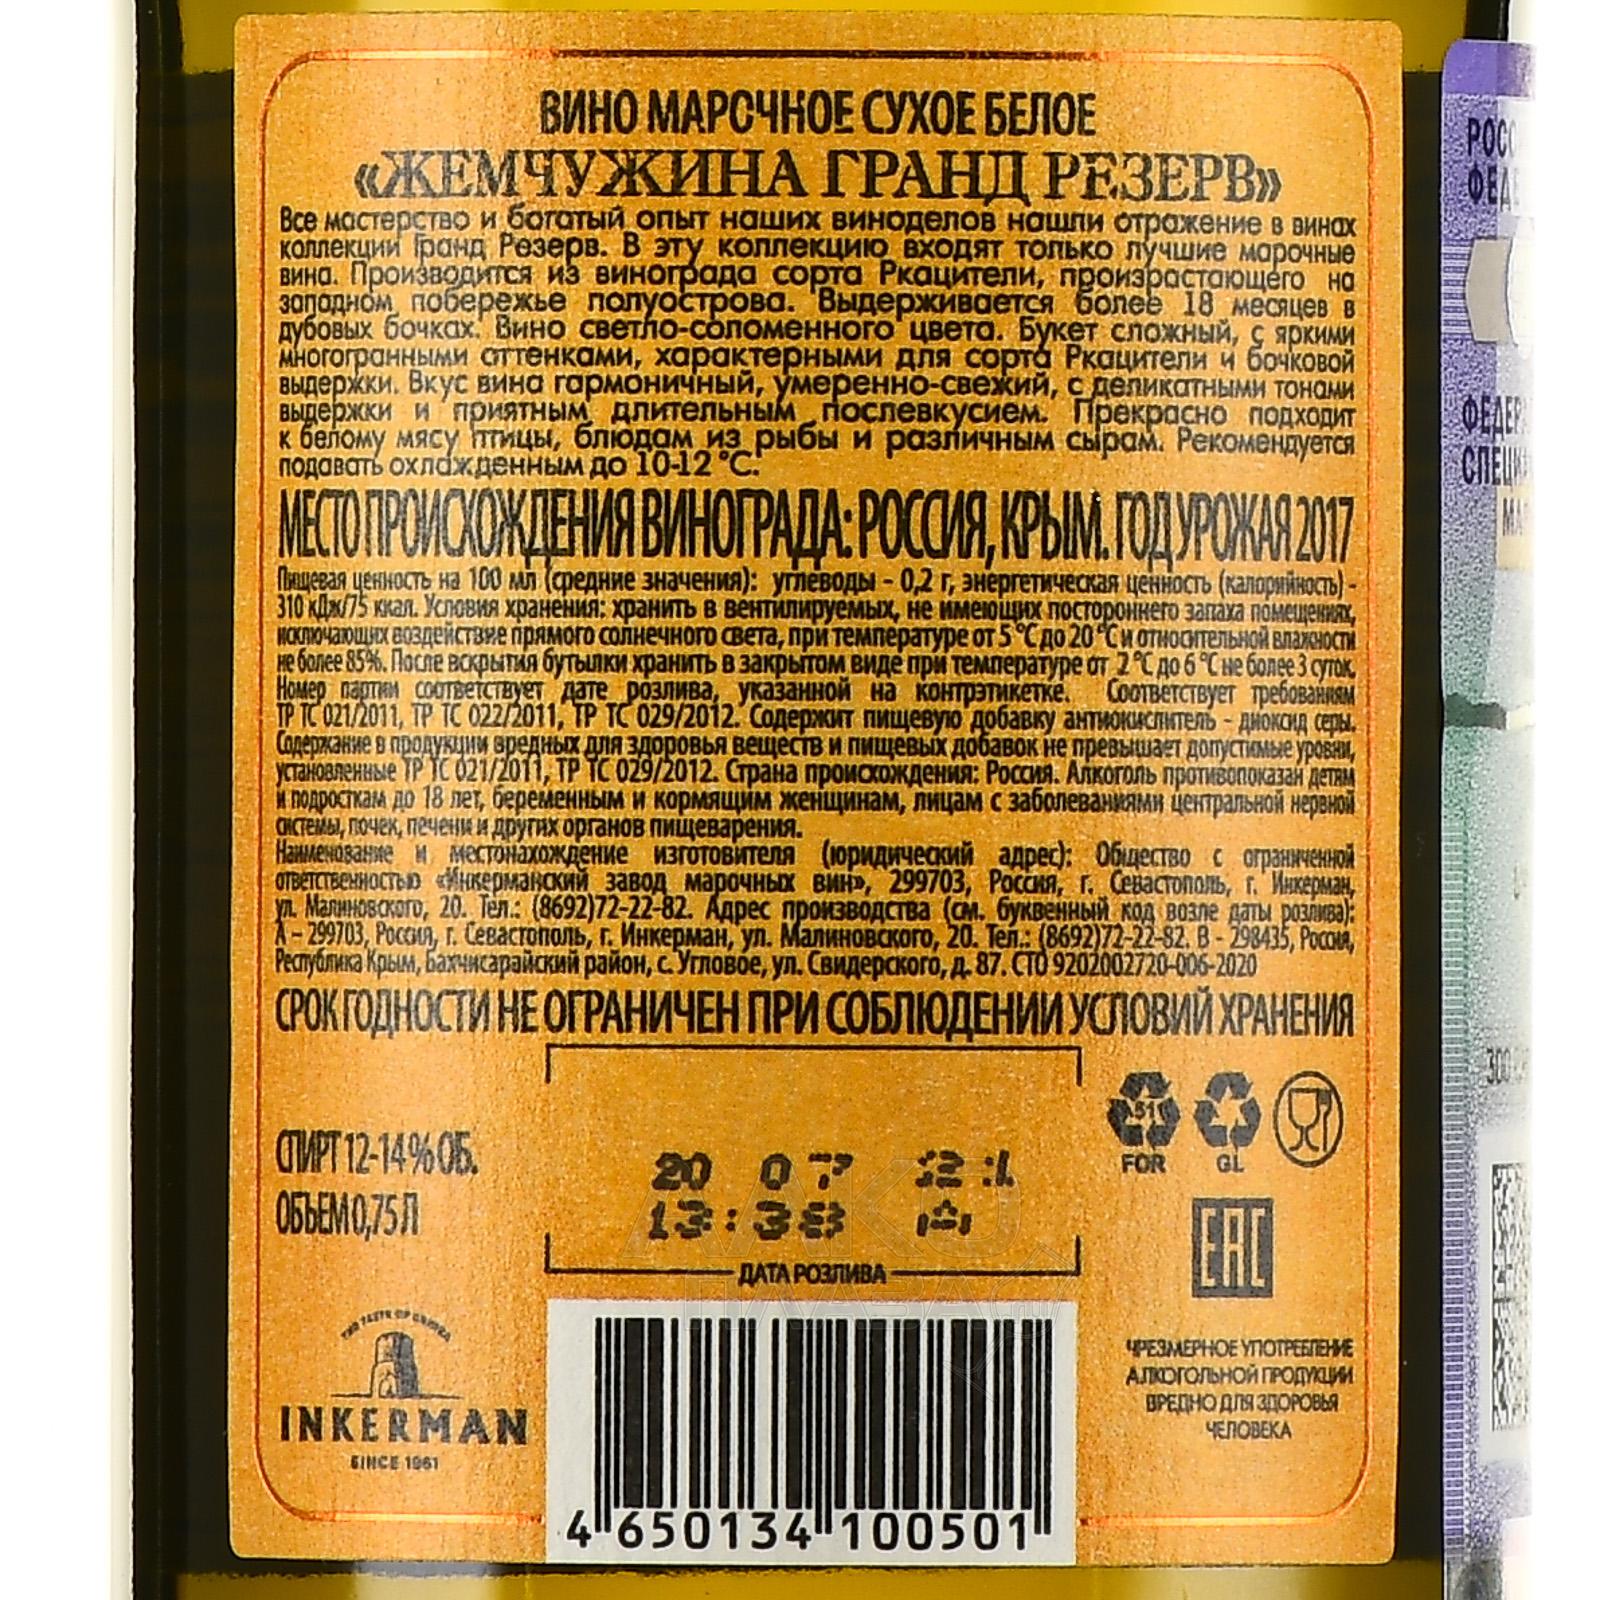 ВИНО МАРОЧНОЕ СУХОЕ БЕЛОЕ
«ЖЕМЧУЖИНА ГРАНД РЕЗЕРВ»
Все мастерство и богатый опыт наших виноделов нашли отражение в винах
коллекции Гранд Резерв. В эту коллекцию входят только лучшие марочные
вина. Производится из винограда сорта Ркацители, произрастающего на
западном побережье полуострова. Выдерживается более 18 месяцев в
дубовых бочках. Вино светло-соломенного цвета. Букет сложный, с яркими
многогранными оттенками, характерными для сорта Ркацители и бочковой
выдержки. Вкус вина гармоничный, умеренно-свежий, с деликатными тонами
выдержки и приятным длительным послевкусием. Прекрасно подходит
к белому мясу птицы, блюдам из рыбы и различным сырам. Рекомендуется
подавать охлажденным до 10-12 °С.
МЕСТО ПРОИСХОЖДЕНИЯ ВИНОГРАДА: РОССИЯ, КРЫМ. ГОД УРОЖАЯ 2017
Пищевая ценность на 100 мл (средние значения): углеводы - 0,2 г, энергетическая ценность (калорийность) -
310 кДж/75 ккал. Условия хранения: хранить в вентилируемых, не имеющих постороннего запаха помещениях,
исключающих воздействие прямого солнечного света, при температуре от 5 °С до 20 °С и относительной влажности
не более 85%. После вскрытия бутылки хранить в закрытом виде при температуре от 2 °С до 6 °С не более 3 суток.
Номер партии соответствует дате розлива, указанной на контрэтикетке. Соответствует требованиям
ТР ТС 021/2011, ТР ТС 022/2011, ТР ТС 029/2012. Содержит пищевую добавку антиокислитель - диоксид серы.
Содержание в продукции вредных для здоровья веществ и пищевых добавок не превышает допустимые уровни,
установленные ТР ТС 021/2011, ТР ТС 029/2012. Страна происхождения: Россия. Алкоголь противопоказан детям
и подросткам до 18 лет, беременным и кормящим женщинам, лицам с заболеваниями центральной нервной
системы, почек, печени и других органов пищеварения.
Наименование и местонахождение изготовителя (юридический адрес): Общество с ограниченной
ответственностью «Инкерманский завод марочных вин», 299703, Россия, г. Севастополь, г. Инкерман,
ул. Малиновского, 20. Тел.: (8692)72-22-82. Адрес производства (см. буквенный код возле даты розлива):
А – 299703, Россия, г. Севастополь, г. Инкерман, ул. Малиновского, 20. Тел.: (8692)72-22-82. В - 298435, Россия,
Республика Крым, Бахчисарайский район, с. Угловое, ул. Свидерского, д. 87. СТО 9202002720-006-2020
СРОК ГОДНОСТИ НЕ ОГРАНИЧЕН ПРИ СОБЛЮДЕНИИ УСЛОВИЙ ХРАНЕНИЯ
СПИРТ 12-14 % ОБ.
ОБЪЕМ 0,75 Л
20 07 21
13:38 А
ДАТА РОЗЛИВА
51
FOR
GL
EAC
THE TASTE OF CRIMEA
INKERMAN
SINCE 1961
ЧРЕЗМЕРНОЕ УПОТРЕБЛЕНИЕ
АЛКОГОЛЬНОЙ ПРОДУКЦИИ
ВРЕДНО ДЛЯ ЗДОРОВЬЯ
ЧЕЛОВЕКА
4 650134 100501